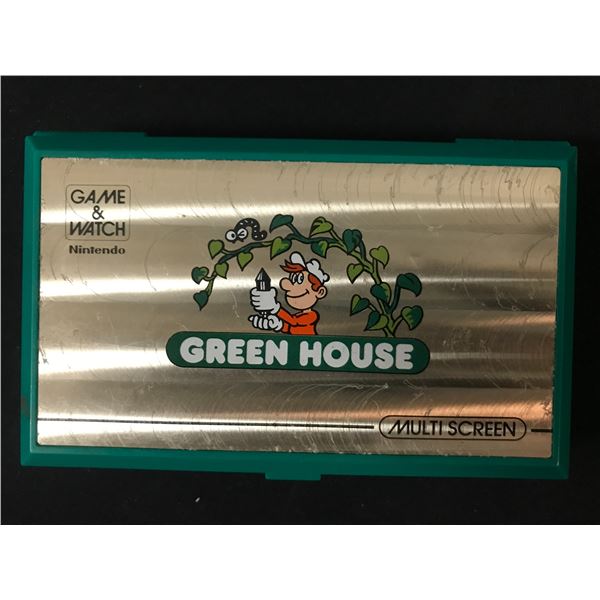 GAME
&
WATCH
Nintendo
GREEN HOUSE
MULTI SCREEN